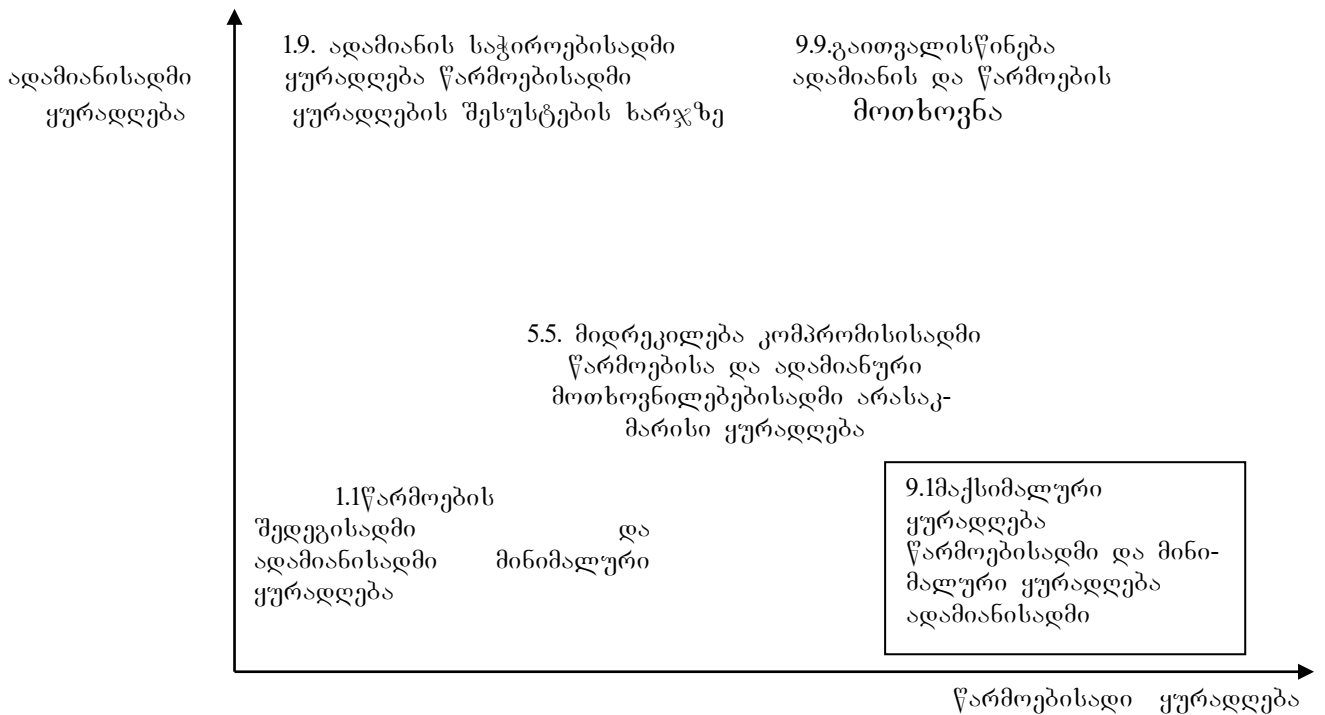 ადამიანისადმი
ყურადღება
1.9. ადამიანის საჭიროებისადმი
ყურადღება წარმოებისადმი
ყურადღების შესუსტების ხარჯზე
9.9.გაითვალისწინება
ადამიანის და წარმოების
მოთხოვნა
5.5. მიდრეკილება კომპრომისისადმი
წარმოებისა და ადამიანური
მოთხოვნილებებისადმი არასაკ-
მარისი ყურადღება
1.1წარმოების
შედეგისადმი და
ადამიანისადმი მინიმალური
ყურადღება
9.1მაქსიმალური
ყურადღება
წარმოებისადმი და მინი-
მალური ყურადღება
ადამიანისადმი
წარმოებისადი ყურადღება